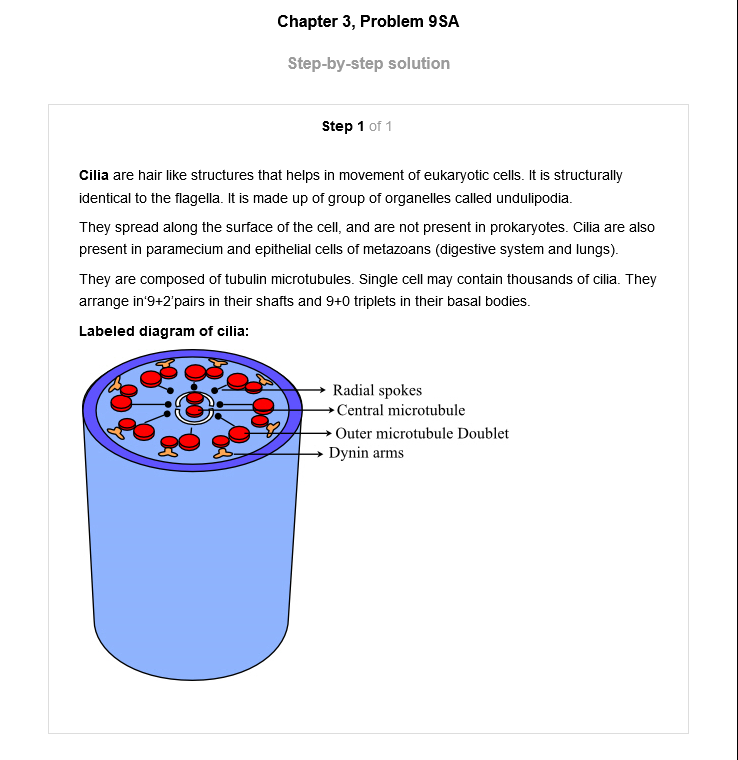 Chapter 3, Problem 9SA
Step-by-step solution
Step 1 of 1
Cilia are hair like structures that helps in movement of eukaryotic cells. It is structurally
identical to the flagella. It is made up of group of organelles called undulipodia.
They spread along the surface of the cell, and are not present in prokaryotes. Cilia are also
present in paramecium and epithelial cells of metazoans (digestive system and lungs).
They are composed of tubulin microtubules. Single cell may contain thousands of cilia. They
arrange in'9+2'pairs in their shafts and 9+0 triplets in their basal bodies.
Labeled diagram of cilia:
Radial spokes
Central microtubule
Outer microtubule Doublet
Dynin arms